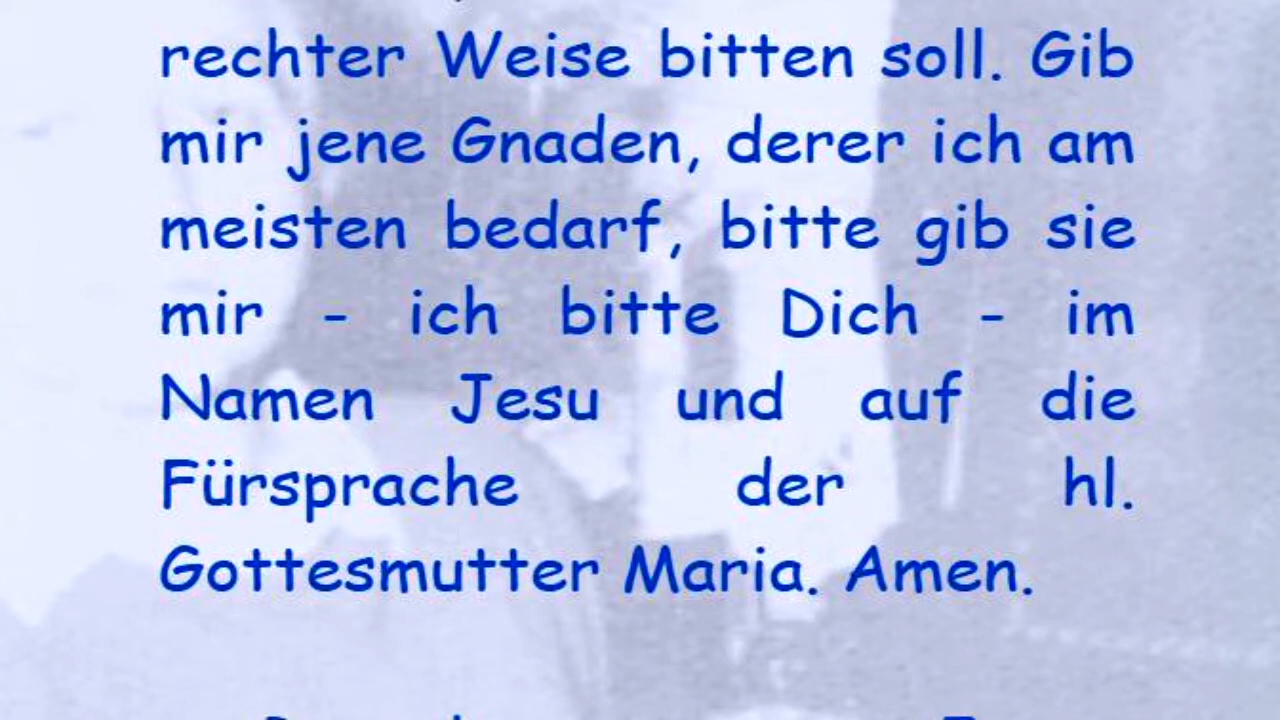 rechter Weise bitten soll. Gib
mir jene Gnaden, derer ich am
meisten bedarf, bitte gib sie
mir - ich bitte Dich - im
Namen Jesu und auf die
Fürsprache der hl.
Gottesmutter Maria. Amen.